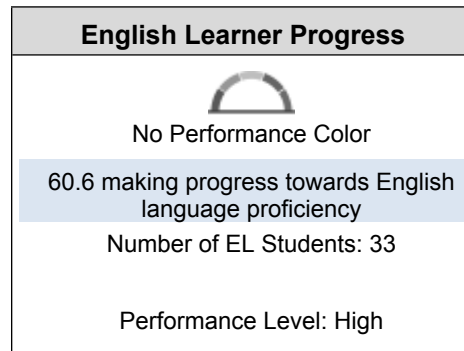 English Learner Progress
No Performance Color
60.6 making progress towards English
language proficiency
Number of EL Students: 33
Performance Level: High